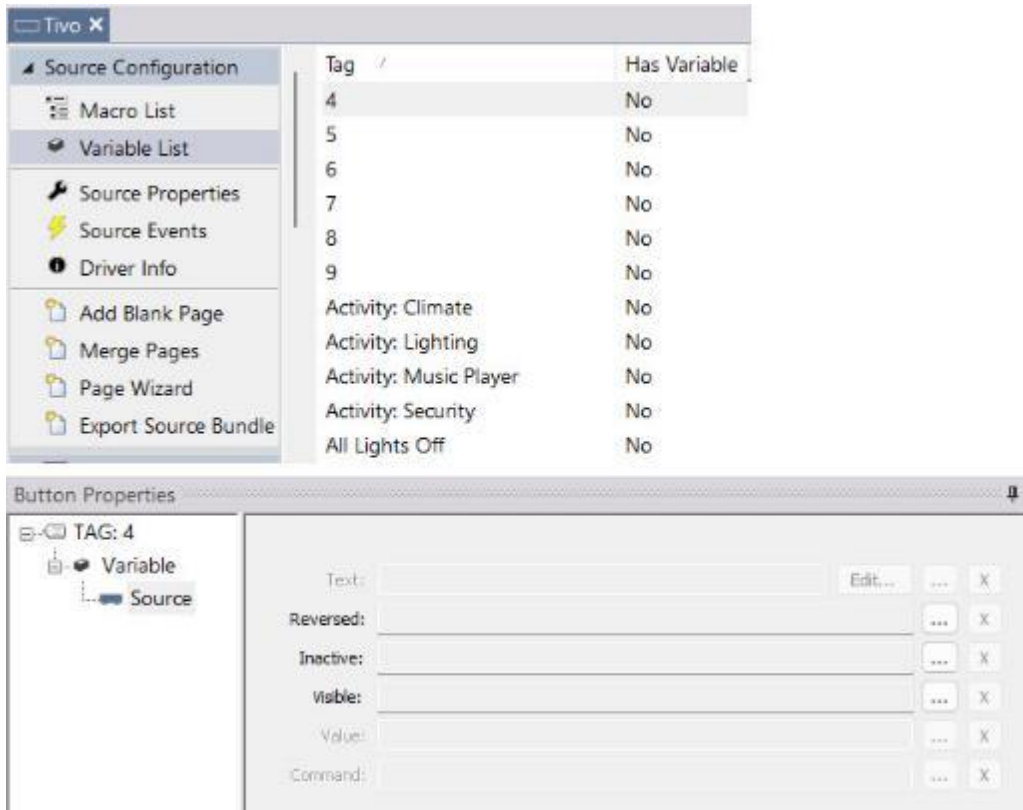 Tivo
Source Configuration
Macro List
Variable List
Source Properties
Source Events
Driver Info
Add Blank Page
Merge Pages
Page Wizard
Export Source Bundle
Tag Has Variable
4 No
5 No
6 No
7 No
8 No
9 No
Activity: Climate No
Activity: Lighting No
Activity: Music Player No
Activity: Security No
All Lights Off No
Button Properties
TAG: 4
Variable
Source
Text: Edit... ... X
Reversed: ... X
Inactive: ... X
Visible: ... X
Value: ... X
Command: ... X